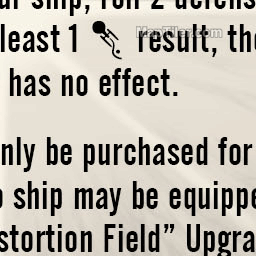 ur ship, roll 2 defens
least 1 result, the
has no effect.
nly be purchased for
ship may be equippe
stortion Field” Upgra